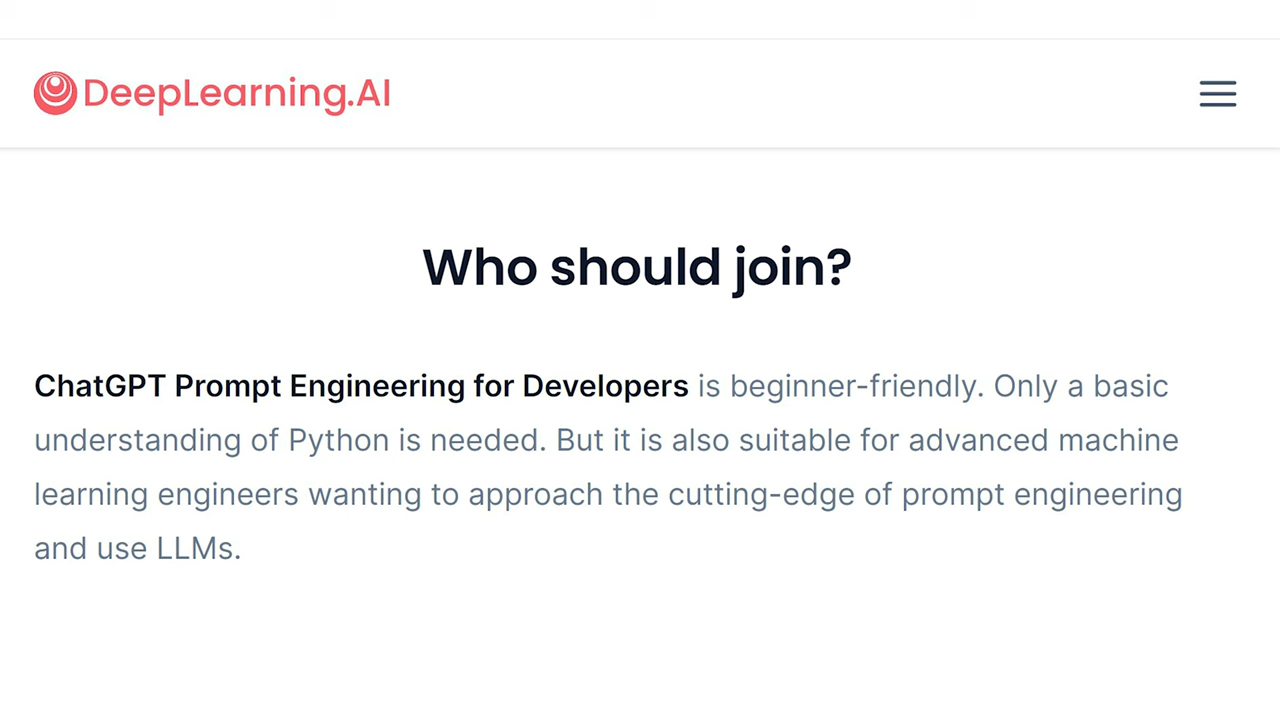 DeepLearning.AI
Who should join?
ChatGPT Prompt Engineering for Developers is beginner-friendly. Only a basic
understanding of Python is needed. But it is also suitable for advanced machine
learning engineers wanting to approach the cutting-edge of prompt engineering
and use LLMs.